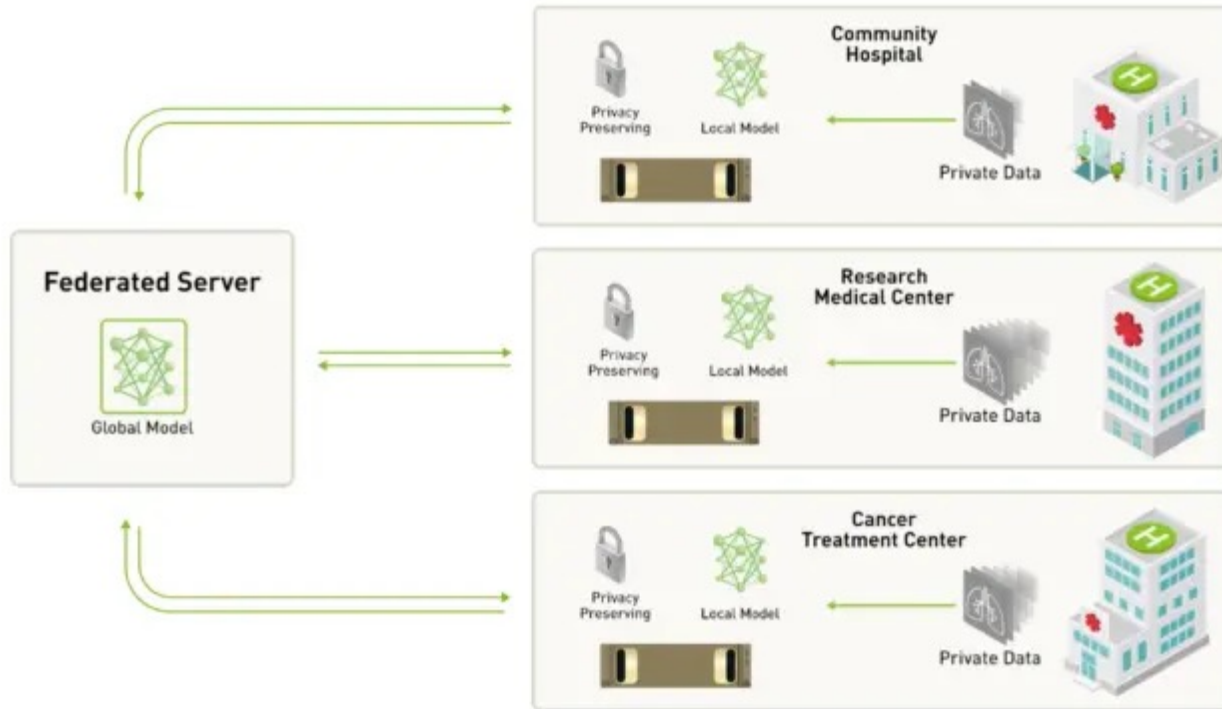 Community
Hospital
Privacy
Preserving
Local Model
Private Data
H
Federated Server
Global Model
Research
Medical Center
Privacy
Preserving
Local Model
Private Data
H
Cancer
Treatment Center
Privacy
Preserving
Local Model
Private Data
H